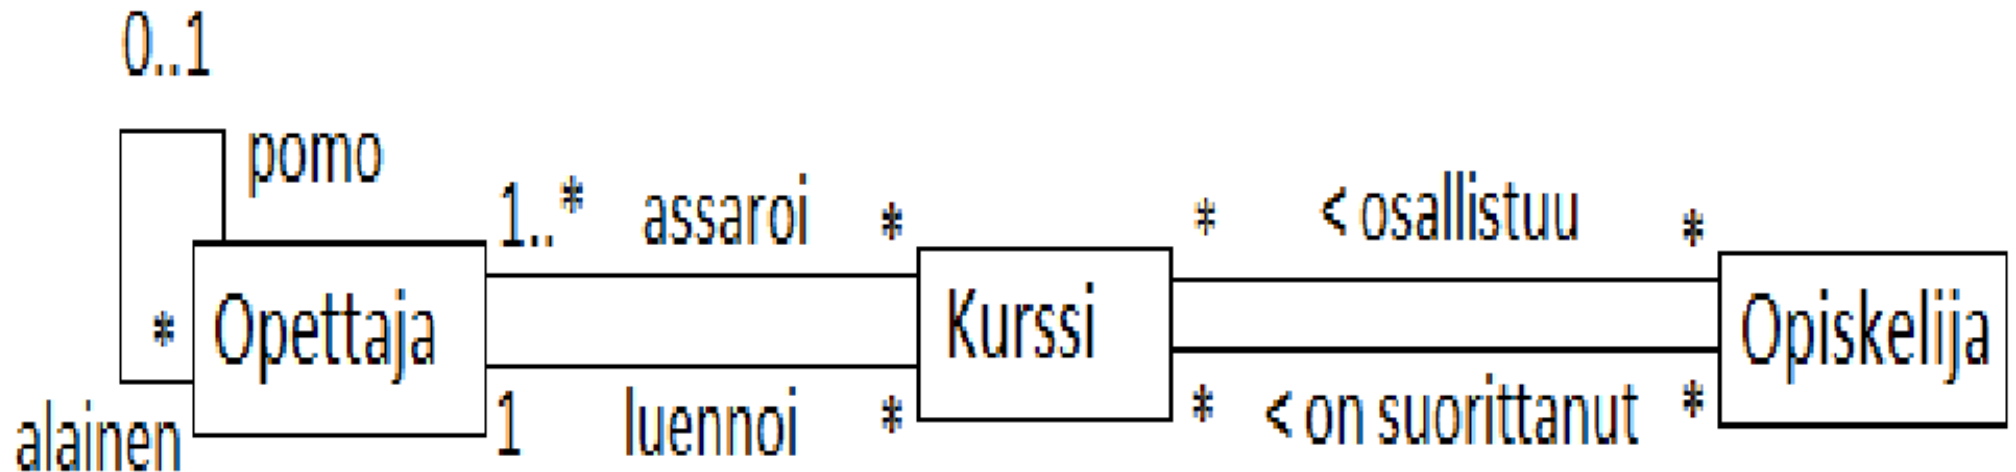 0..1
pomo
1..* assaroi *
* < osallistuu *
* Opettaja
Kurssi
Opiskelija
alainen
1 luennoi *
* < on suorittanut *